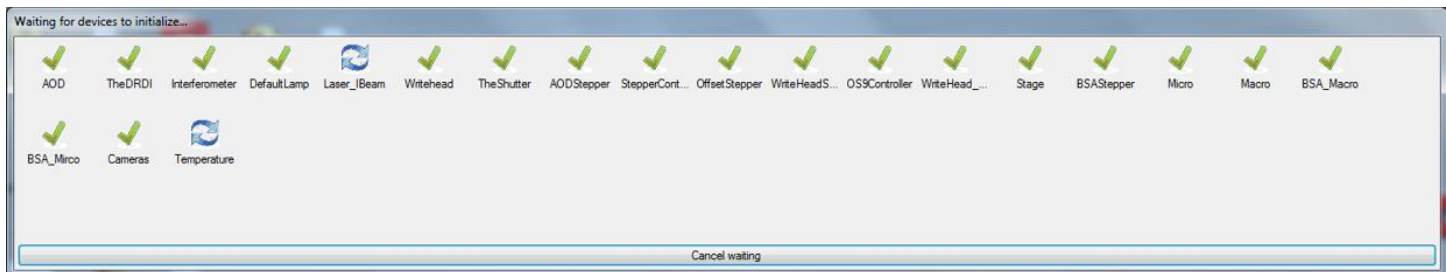 Waiting for devices to initialize...
AOD TheDRDI Interferometer DefaultLamp Laser_IBeam Writehead TheShutter AODStepper StepperCont... OffsetStepper WriteHeadS... OS9Controller WriteHead_... Stage BSAStepper Micro Macro BSA_Macro
BSA_Mirco Cameras Temperature
Cancel waiting